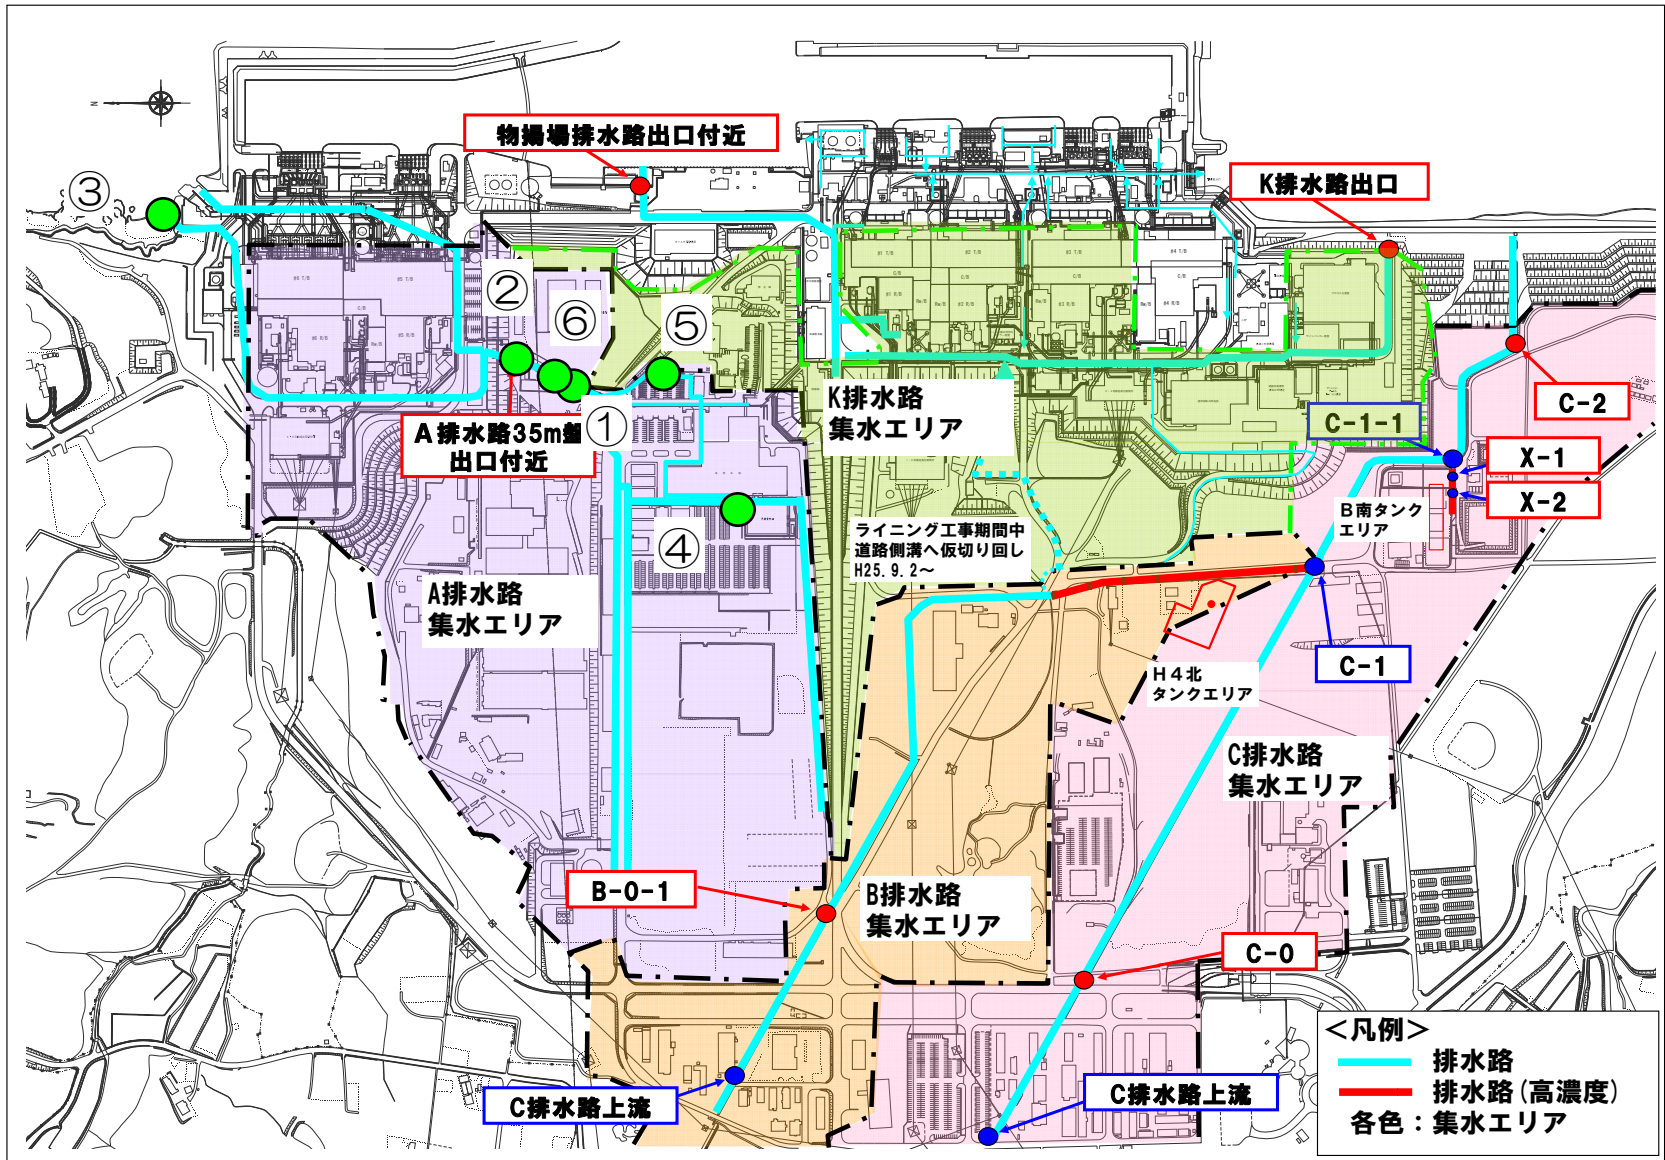 N
物揚場排水路出口付近
K排水路出口
③
②
⑥
⑤
①
④
A排水路35m盤
出口付近
K排水路
集水エリア
C-2
C-1-1
X-1
X-2
B南タンク
エリア
ライニング工事期間中
道路側溝へ仮切り回し
H25.9.2～
A排水路
集水エリア
C-1
H4北
タンクエリア
C排水路
集水エリア
B-0-1
B排水路
集水エリア
C-0
C排水路上流
C排水路上流
＜凡例＞
排水路
排水路(高濃度)
各色：集水エリア